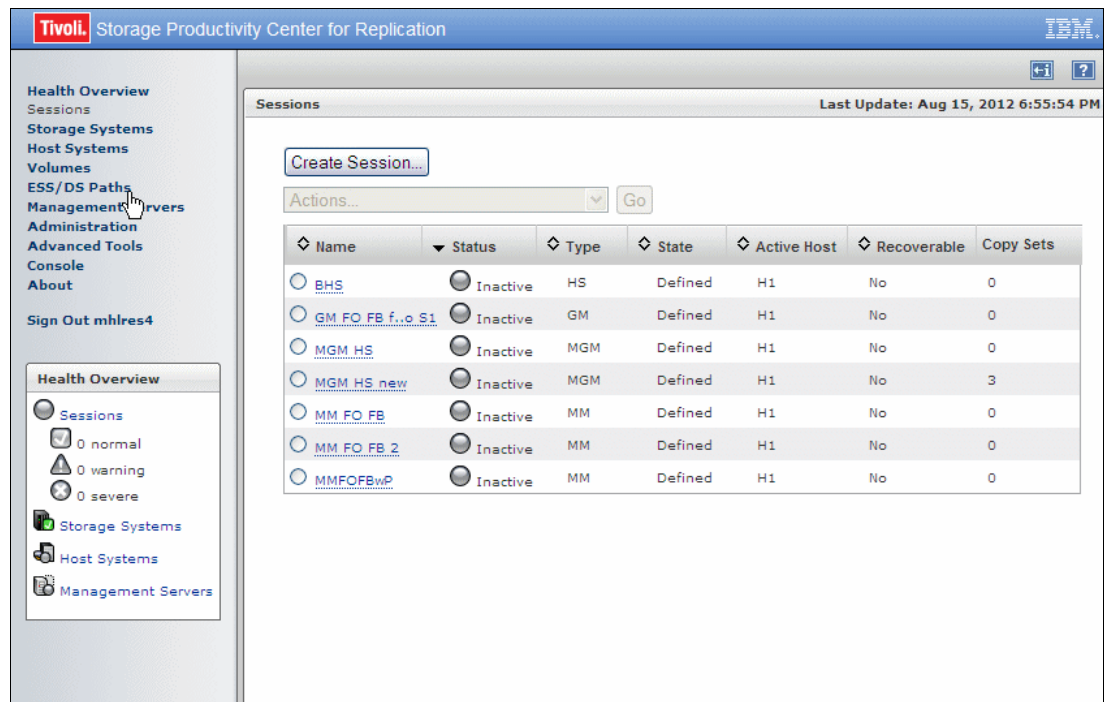 Tivoli. Storage Productivity Center for Replication IBM.
Health Overview
Sessions
Storage Systems
Host Systems
Volumes
ESS/DS Paths
Management rvers
Administration
Advanced Tools
Console
About
Sign Out mhlres4
Health Overview
Sessions
0 normal
0 warning
0 severe
Storage Systems
Host Systems
Management Servers
Sessions Last Update: Aug 15, 2012 6:55:54 PM
Create Session...
Actions... Go
Name Status Type State Active Host Recoverable Copy Sets
BHS Inactive HS Defined H1 No 0
GM FO FB f..o S1 Inactive GM Defined H1 No 0
MGM HS Inactive MGM Defined H1 No 0
MGM HS new Inactive MGM Defined H1 No 3
MM FO FB Inactive MM Defined H1 No 0
MM FO FB 2 Inactive MM Defined H1 No 0
MMFOFBwP Inactive MM Defined H1 No 0